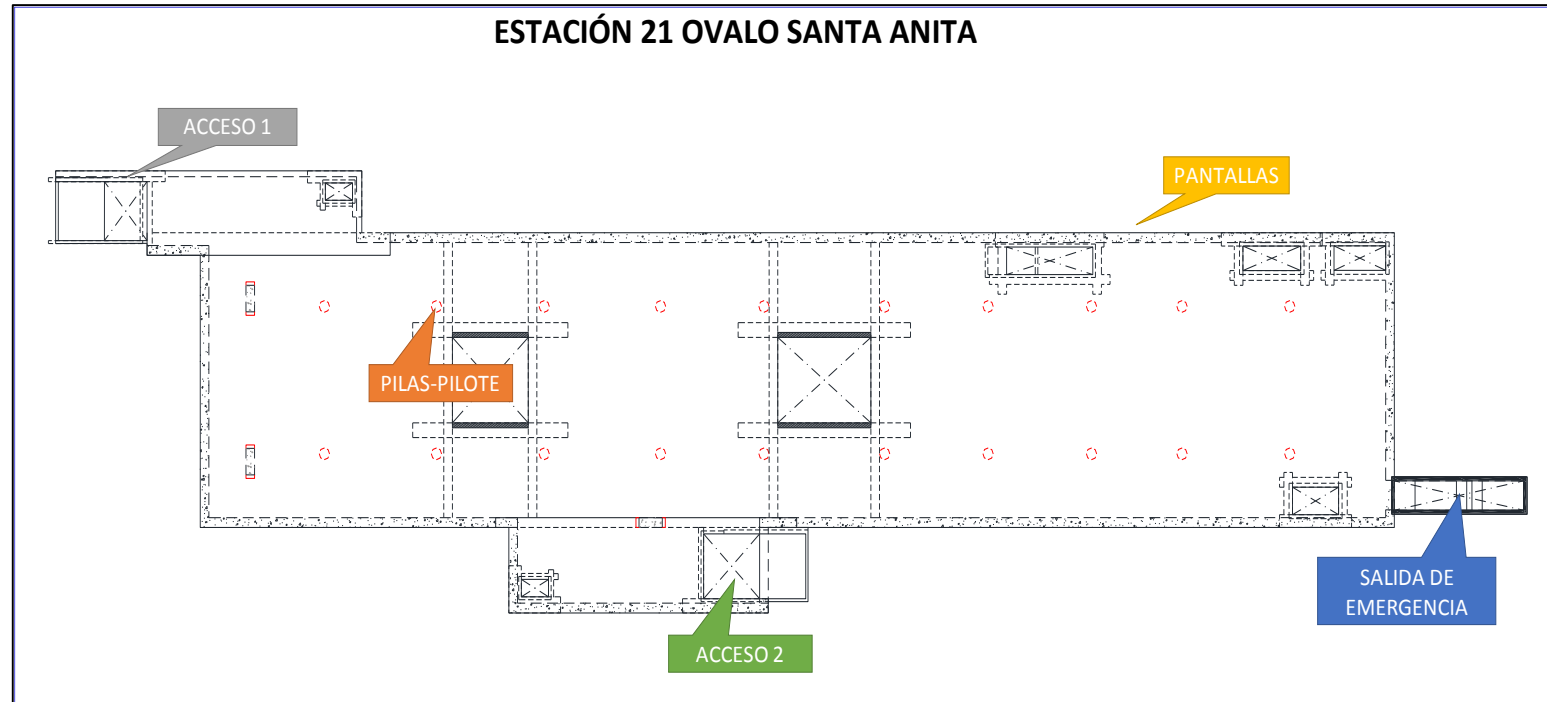 ESTACIÓN 21 OVALO SANTA ANITA
ACCESO 1
PANTALLAS
PILAS-PILOTE
SALIDA DE
EMERGENCIA
ACCESO 2